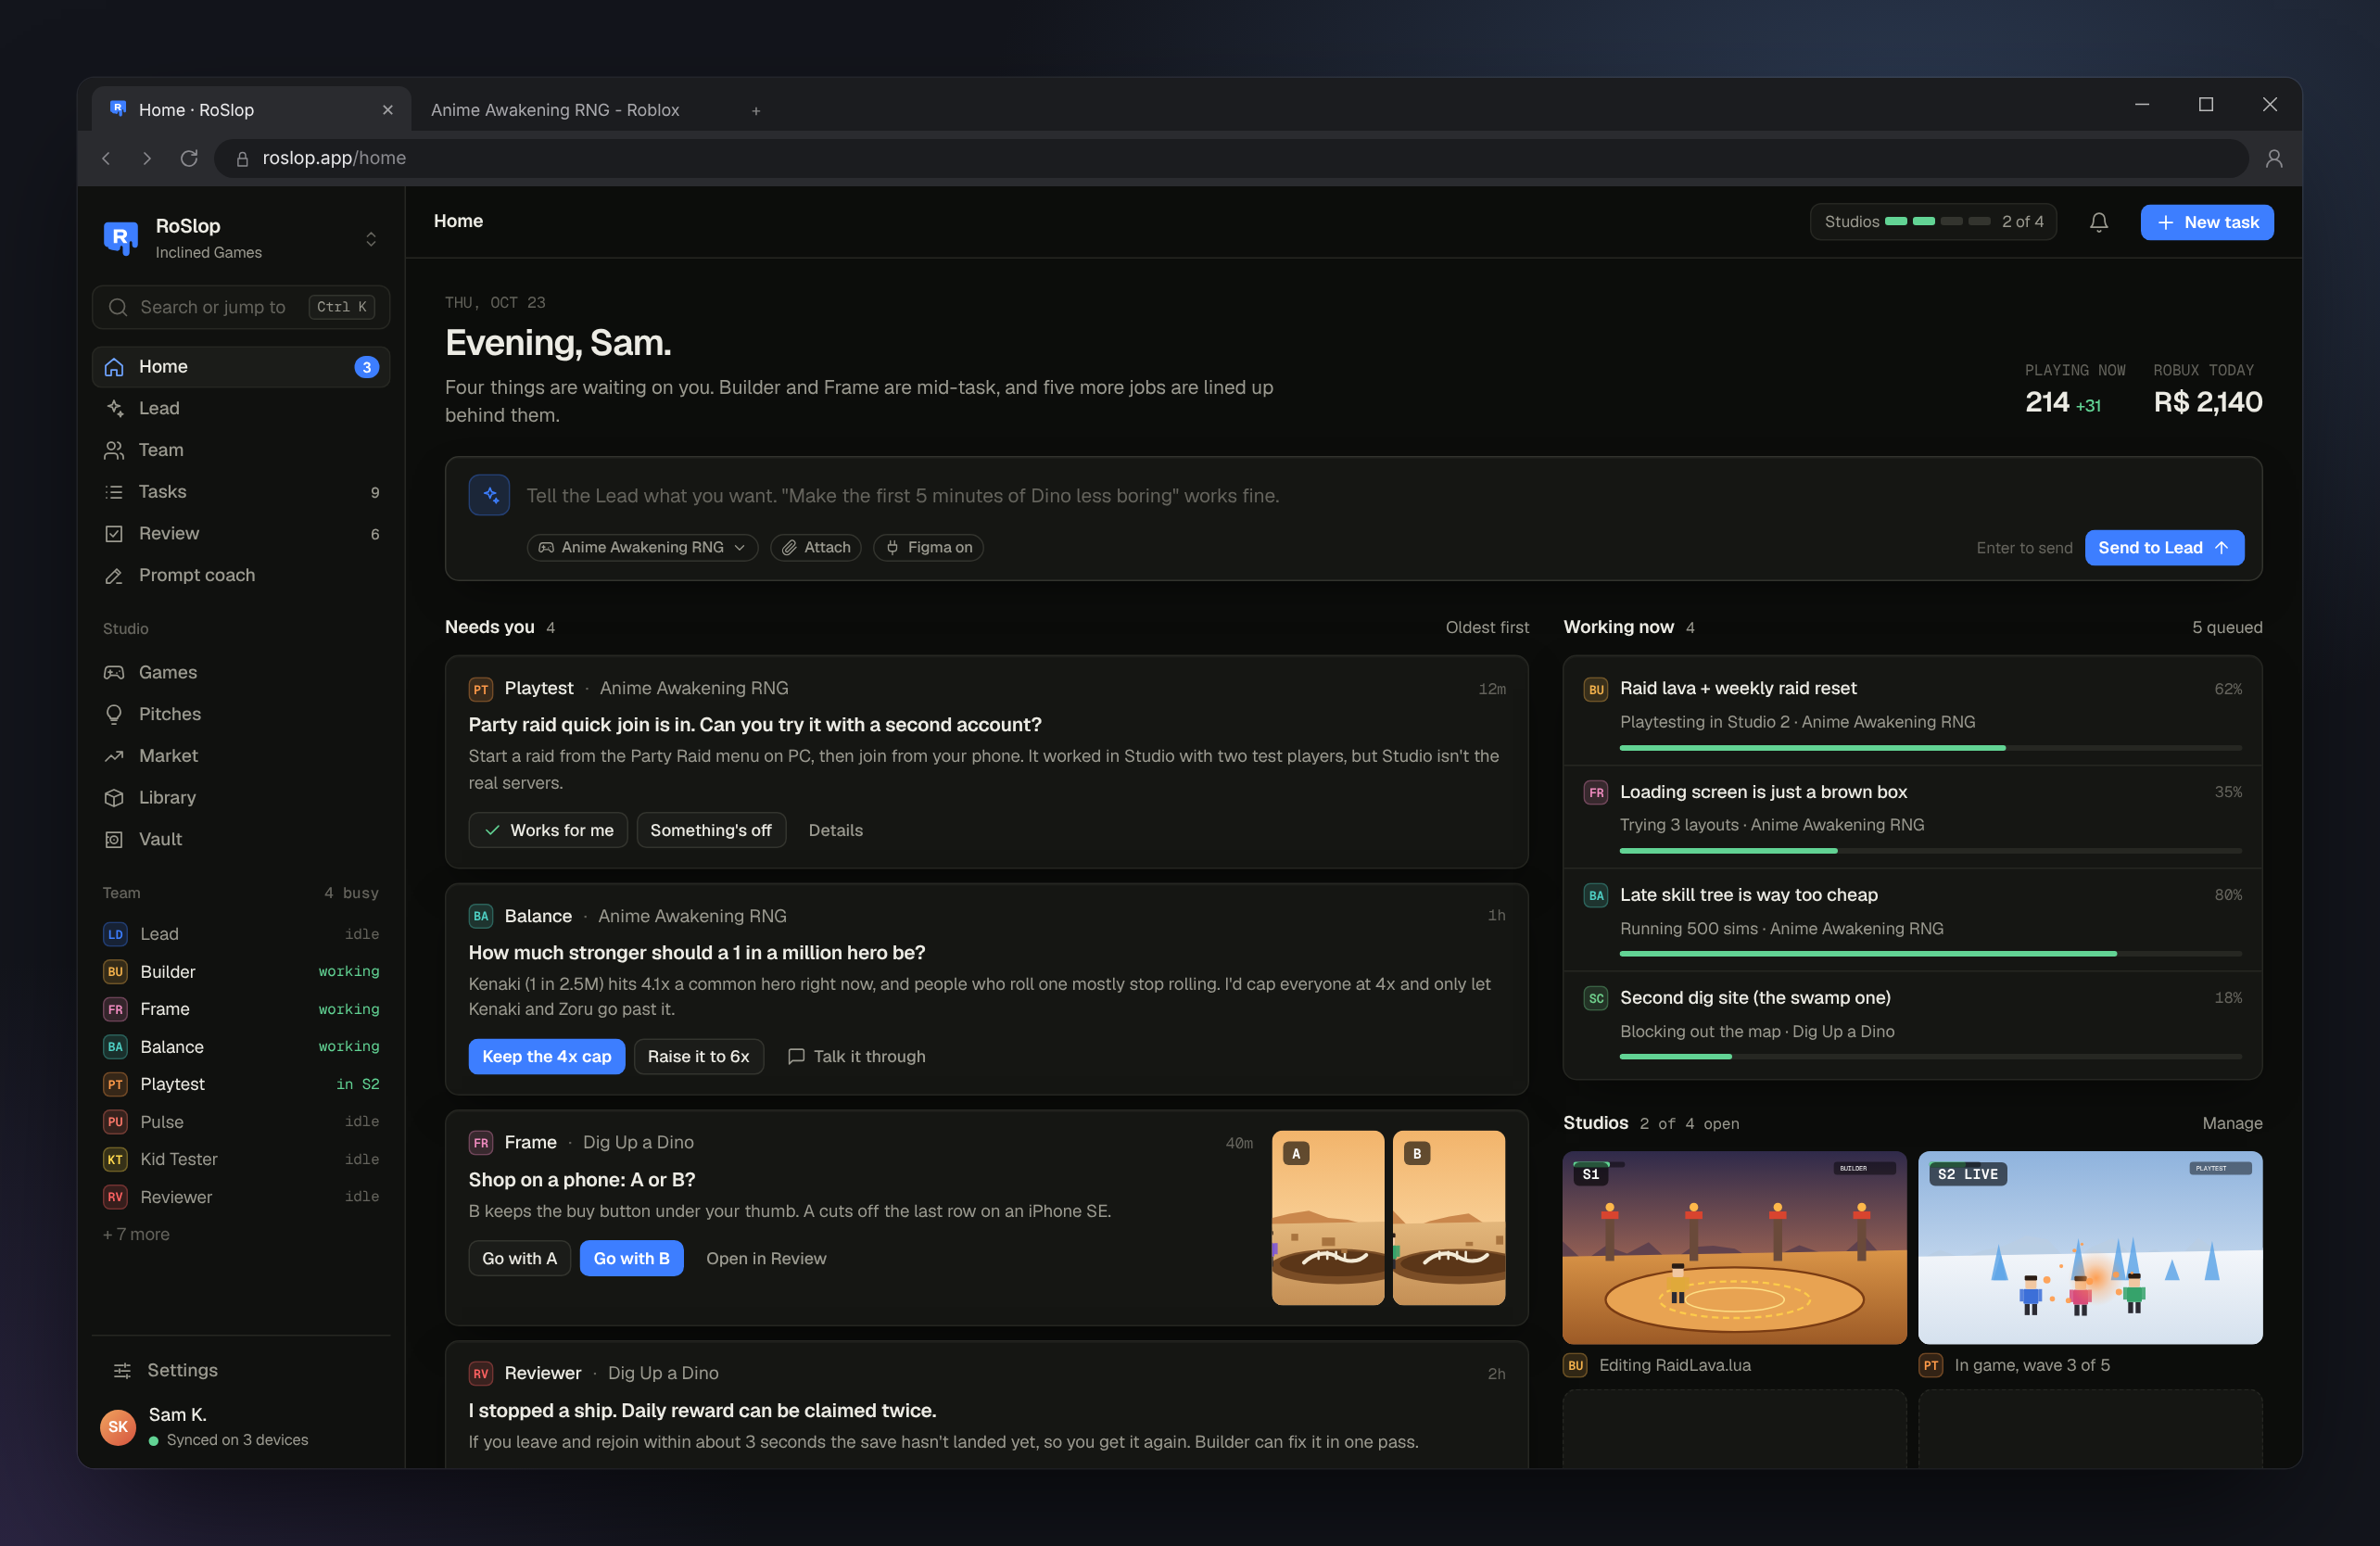 Home · RoSlop
Anime Awakening RNG - Roblox
roslop.app/home
RoSlop
Inclined Games
Search or jump to
Ctrl K
Home
3
Lead
Team
Tasks
9
Review
6
Prompt coach
Studio
Games
Pitches
Market
Library
Vault
Team
4 busy
LD Lead idle
BU Builder working
FR Frame working
BA Balance working
PT Playtest in S2
PU Pulse idle
KT Kid Tester idle
RV Reviewer idle
+ 7 more
Settings
SK
Sam K.
Synced on 3 devices
Home
Studios 2 of 4
New task
THU, OCT 23
Evening, Sam.
Four things are waiting on you. Builder and Frame are mid-task, and five more jobs are lined up
behind them.
PLAYING NOW
214 +31
ROBUX TODAY
R$ 2,140
Tell the Lead what you want. "Make the first 5 minutes of Dino less boring" works fine.
Anime Awakening RNG
Attach
Figma on
Enter to send
Send to Lead
Needs you 4
Oldest first
PT Playtest · Anime Awakening RNG
12m
Party raid quick join is in. Can you try it with a second account?
Start a raid from the Party Raid menu on PC, then join from your phone. It worked in Studio with two test players, but Studio isn't the
real servers.
Works for me
Something's off
Details
BA Balance · Anime Awakening RNG
1h
How much stronger should a 1 in a million hero be?
Kenaki (1 in 2.5M) hits 4.1x a common hero right now, and people who roll one mostly stop rolling. I'd cap everyone at 4x and only let
Kenaki and Zoru go past it.
Keep the 4x cap
Raise it to 6x
Talk it through
FR Frame · Dig Up a Dino
40m
Shop on a phone: A or B?
B keeps the buy button under your thumb. A cuts off the last row on an iPhone SE.
Go with A
Go with B
Open in Review
A
B
RV Reviewer · Dig Up a Dino
2h
I stopped a ship. Daily reward can be claimed twice.
If you leave and rejoin within about 3 seconds the save hasn't landed yet, so you get it again. Builder can fix it in one pass.
Working now 4
5 queued
BU Raid lava + weekly raid reset
62%
Playtesting in Studio 2 · Anime Awakening RNG
FR Loading screen is just a brown box
35%
Trying 3 layouts · Anime Awakening RNG
BA Late skill tree is way too cheap
80%
Running 500 sims · Anime Awakening RNG
SC Second dig site (the swamp one)
18%
Blocking out the map · Dig Up a Dino
Studios 2 of 4 open
Manage
S1
BUILDER
S2 LIVE
PLAYTEST
BU Editing RaidLava.lua
PT In game, wave 3 of 5